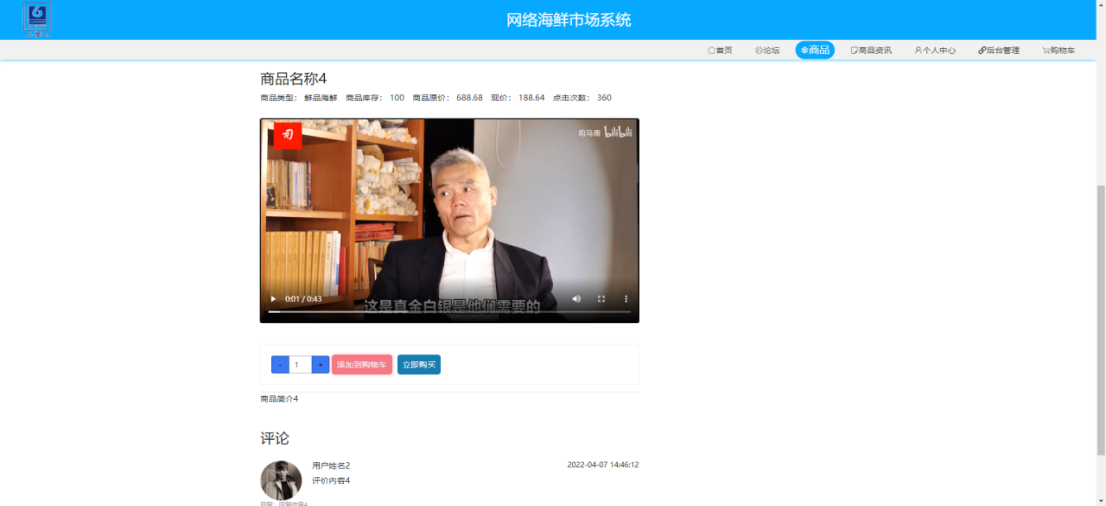 网络海鲜市场系统
首页 论坛 商品 商品资讯 个人中心 后台管理 购物车
商品名称4
商品类型： 鲜品海鲜 商品库存： 100 商品原价： 688.68 现价： 188.64 点击次数： 360
司
司马南 bilibili
这是真金白银是他们需要的
0:01 / 0:43
- 1 + 添加到购物车 立即购买
商品简介4
评论
用户姓名2 2022-04-07 14:46:12
评价内容4